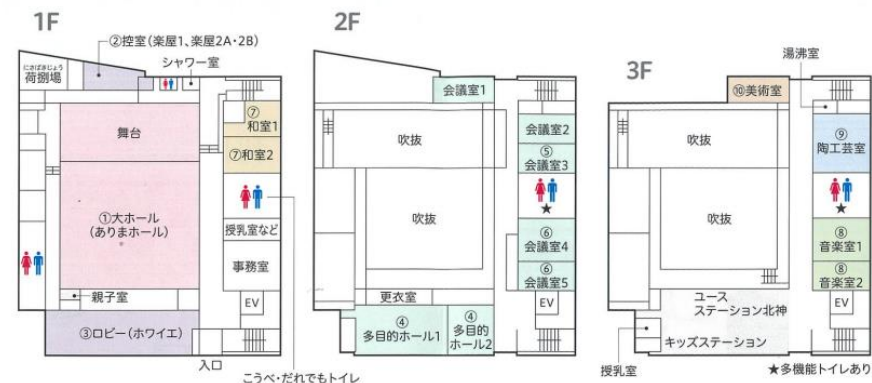 1F
②控室(楽屋1、楽屋2A・2B)
シャワー室
にさばきじょう
荷捌場
舞台
⑦
和室1
⑦和室2
①大ホール
(ありまホール)
授乳室など
事務室
親子室
EV
③ロビー(ホワイエ)
入口
こうべ・だれでもトイレ
2F
会議室1
吹抜
会議室2
⑤
会議室3
★
吹抜
⑥
会議室4
⑥
会議室5
更衣室
EV
④
多目的ホール1
④
多目的
ホール2
3F
湯沸室
⑩美術室
吹抜
⑨
陶工芸室
★
吹抜
⑧
音楽室1
⑧
音楽室2
ユース
ステーション北神
EV
キッズステーション
授乳室
★多機能トイレあり